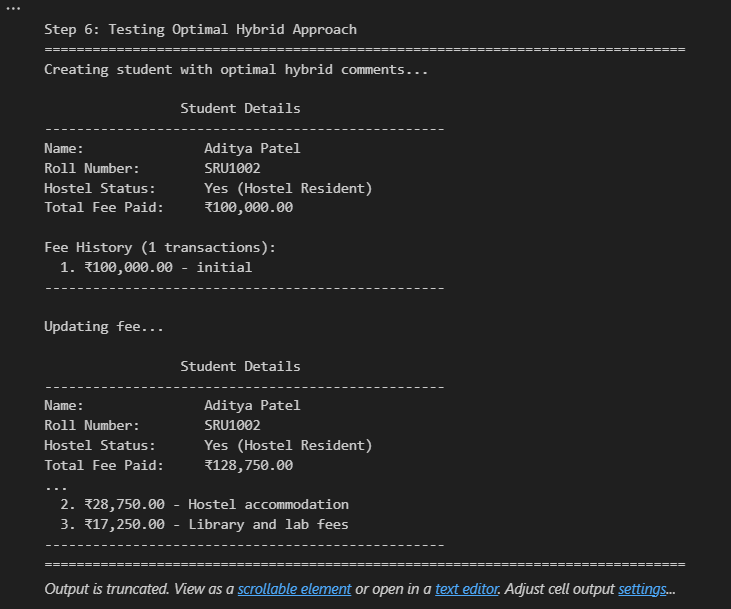 ...
Step 6: Testing Optimal Hybrid Approach
================================================================================
Creating student with optimal hybrid comments...
Student Details
--------------------------------------------------
Name: Aditya Patel
Roll Number: SRU1002
Hostel Status: Yes (Hostel Resident)
Total Fee Paid: ₹100,000.00
Fee History (1 transactions):
1. ₹100,000.00 - initial
--------------------------------------------------
Updating fee...
Student Details
--------------------------------------------------
Name: Aditya Patel
Roll Number: SRU1002
Hostel Status: Yes (Hostel Resident)
Total Fee Paid: ₹128,750.00
...
2. ₹28,750.00 - Hostel accommodation
3. ₹17,250.00 - Library and lab fees
--------------------------------------------------
================================================================================
Output is truncated. View as a scrollable element or open in a text editor. Adjust cell output settings...